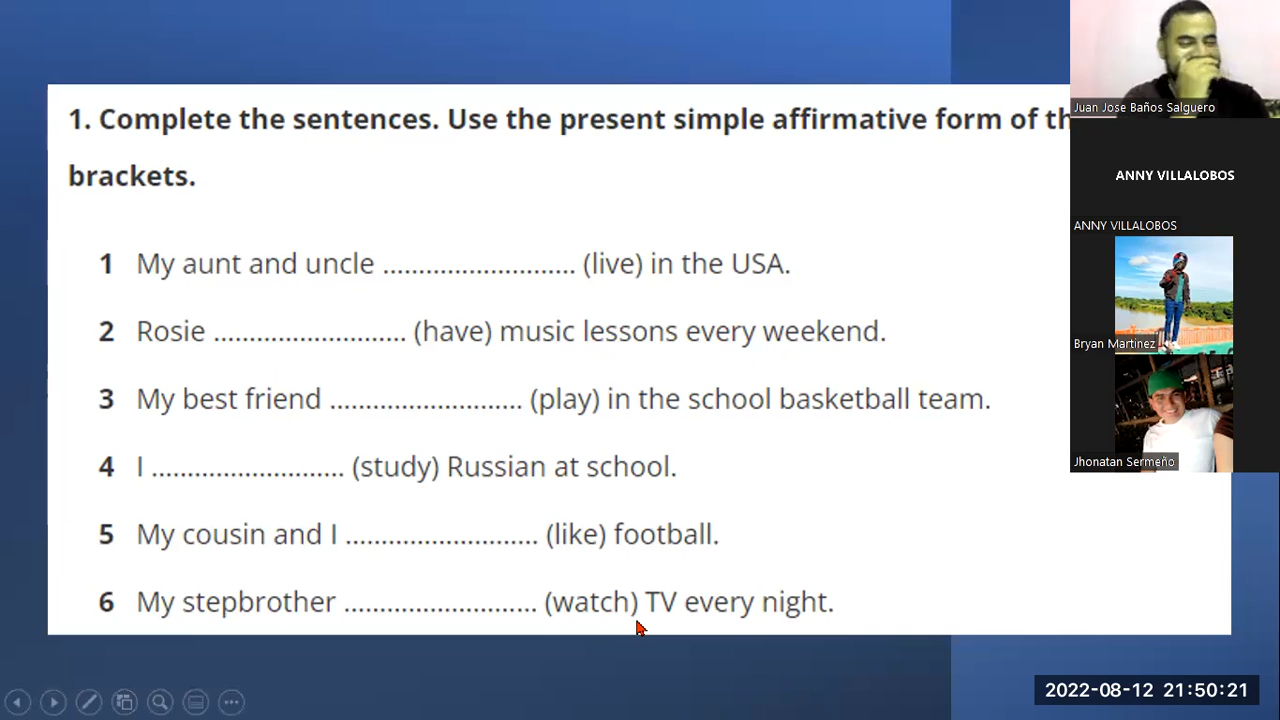 1. Complete the sentences. Use the present simple affirmative form of
brackets.
1 My aunt and uncle ........................... (live) in the USA.
2 Rosie ........................... (have) music lessons every weekend.
3 My best friend ........................... (play) in the school basketball team.
4 I ........................... (study) Russian at school.
5 My cousin and I ........................... (like) football.
6 My stepbrother ........................... (watch) TV every night.
Juan Jose Baños Salguero
ANNY VILLALOBOS
ANNY VILLALOBOS
Bryan Martinez
Jhonatan Sermeño
2022-08-12 21:50:21